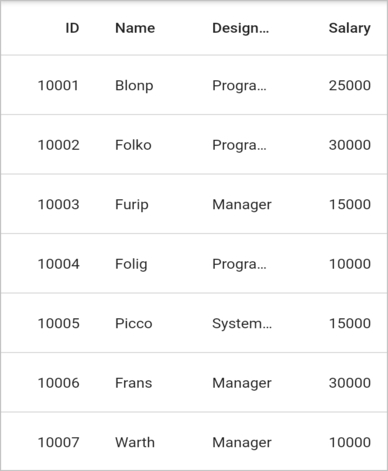 ID Name Design... Salary
10001 Blonp Progra... 25000
10002 Folko Progra... 30000
10003 Furip Manager 15000
10004 Folig Progra... 10000
10005 Picco System... 15000
10006 Frans Manager 30000
10007 Warth Manager 10000